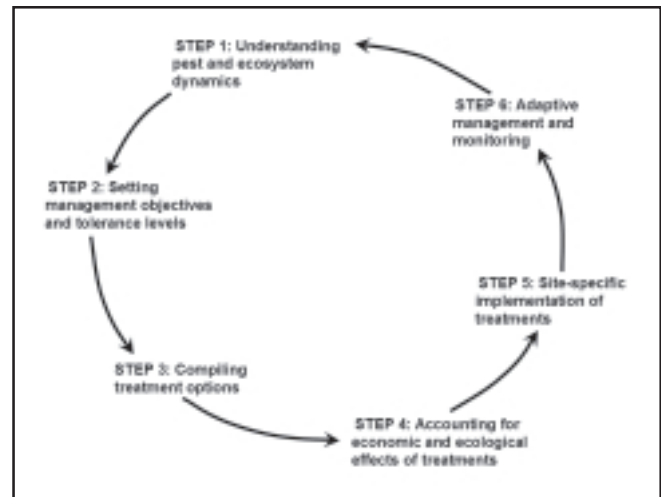 STEP 1: Understanding
pest and ecosystem
dynamics
STEP 2: Setting
management objectives
and tolerance levels
STEP 3: Compiling
treatment options
STEP 4: Accounting for
economic and ecological
effects of treatments
STEP 5: Site-specific
implementation of
treatments
STEP 6: Adaptive
management and
monitoring